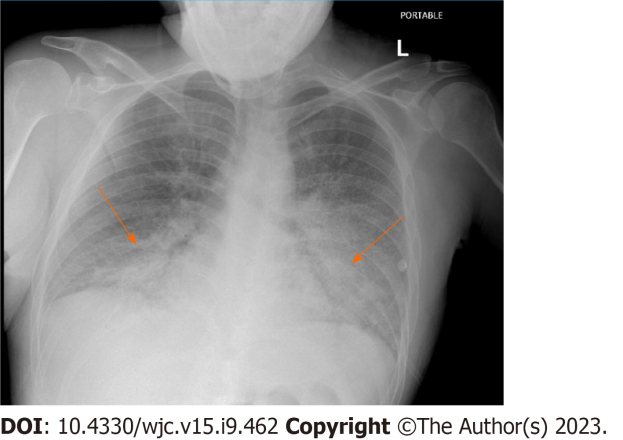 PORTABLE
L
DOI: 10.4330/wjc.v15.i9.462 Copyright ©The Author(s) 2023.